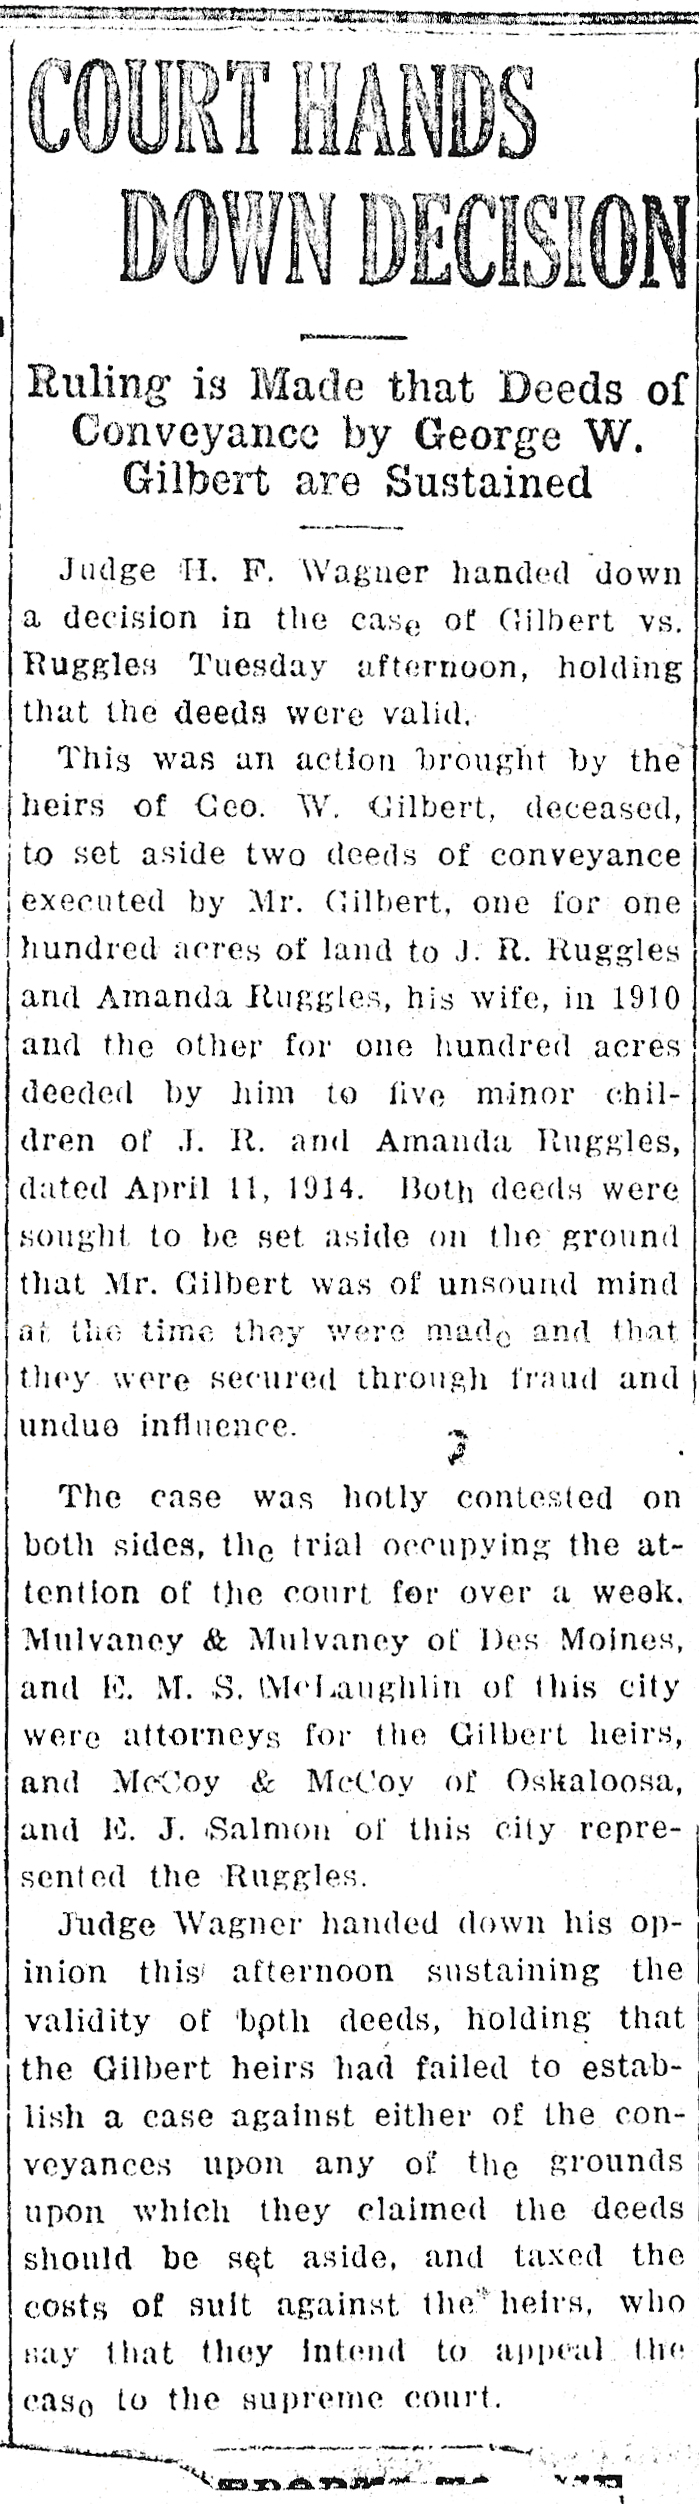 COURT HANDS
DOWN DECISION
Ruling is Made that Deeds of
Conveyance by George W.
Gilbert are Sustained
Judge H. F. Wagner handed down
a decision in the case of Gilbert vs.
Ruggles Tuesday afternoon, holding
that the deeds were valid.
This was an action brought by the
heirs of Geo. W. Gilbert, deceased,
to set aside two deeds of conveyance
executed by Mr. Gilbert, one for one
hundred acres of land to J. R. Ruggles
and Amanda Ruggles, his wife, in 1910
and the other for one hundred acres
deeded by him to five minor chil-
dren of J. R. and Amanda Ruggles,
dated April 11, 1914. Both deeds were
sought to be set aside on the ground
that Mr. Gilbert was of unsound mind
at the time they were made and that
they were secured through fraud and
undue influence.
The case was hotly contested on
both sides, the trial occupying the at-
tention of the court for over a week.
Mulvaney & Mulvaney of Des Moines,
and E. M. S. McLaughlin of this city
were attorneys for the Gilbert heirs,
and McCoy & McCoy of Oskaloosa,
and E. J. Salmon of this city repre-
sented the Ruggles.
Judge Wagner handed down his op-
inion this afternoon sustaining the
validity of both deeds, holding that
the Gilbert heirs had failed to estab-
lish a case against either of the con-
veyances upon any of the grounds
upon which they claimed the deeds
should be set aside, and taxed the
costs of suit against the heirs, who
say that they intend to appeal the
case to the supreme court.